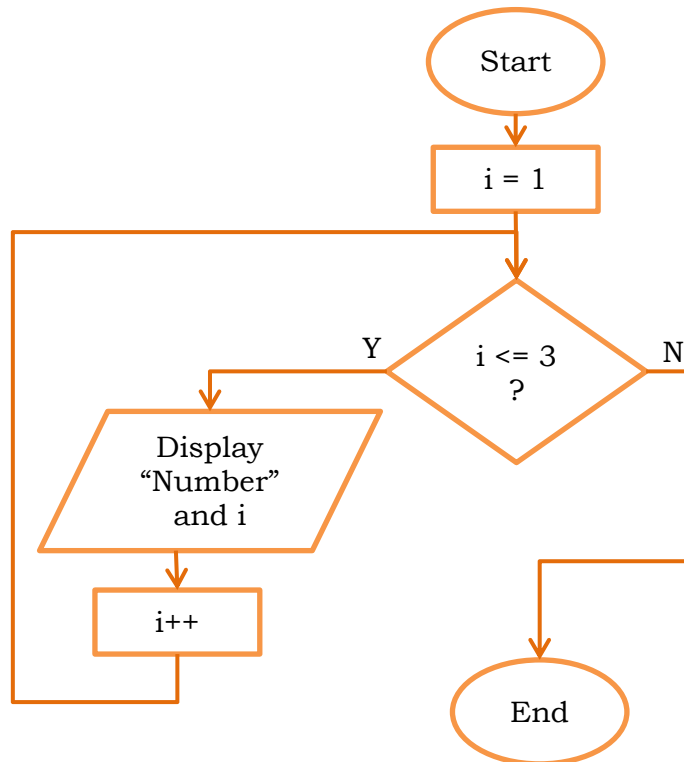 Start
i = 1
Y
i <= 3
?
N
Display
“Number”
and i
i++
End